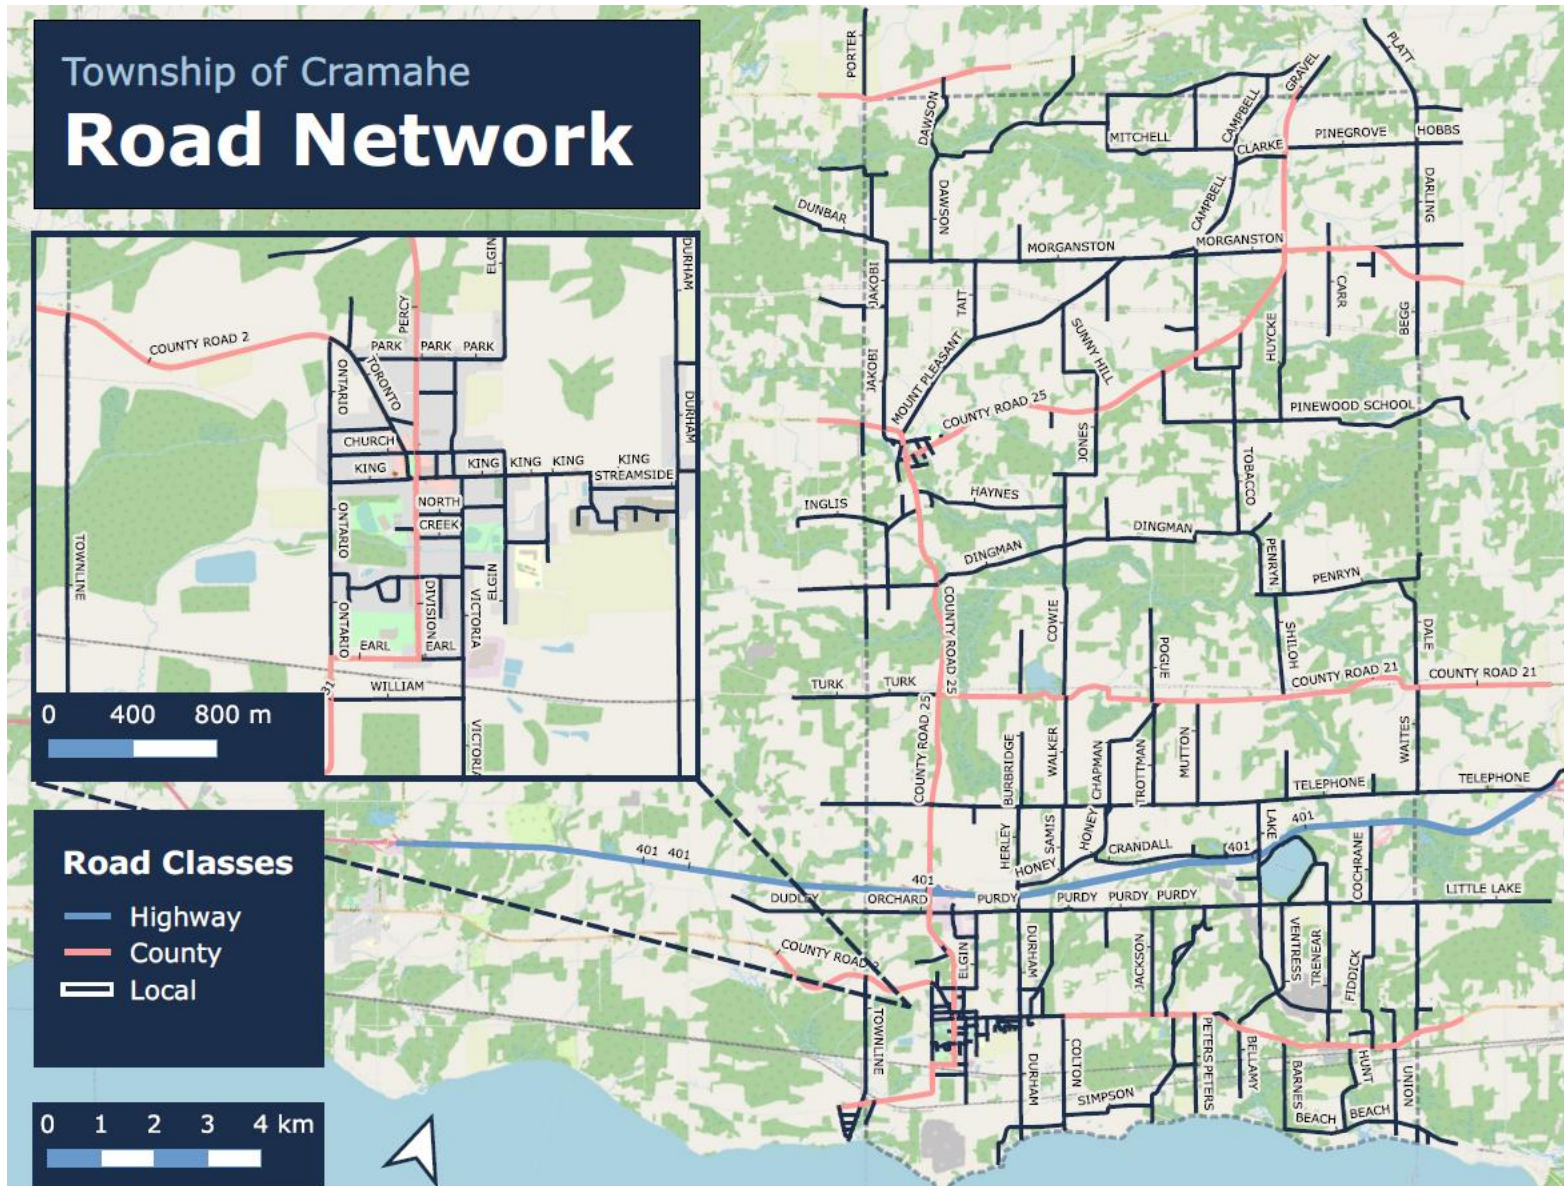 Township of Cramahe
Road Network
ELGIN
DURHAM
PERCY
COUNTY ROAD 2
PARK
PARK
PARK
ONTARIO
TORONTO
DURHAM
CHURCH
KING
KING
KING
KING
KING
STREAMSIDE
NORTH
CREEK
ONTARIO
TOWNLINE
ELGIN
ONTARIO
DIVISION
VICTORIA
EARL
EARL
WILLIAM
31
VICTORIA
0 400 800 m
Road Classes
Highway
County
Local
0 1 2 3 4 km
PORTER
PLATT
GRAVEL
DAWSON
CAMPBELL
MITCHELL
PINEGROVE
HOBBS
CLARKE
DAWSON
CAMPBELL
DARLING
DUNBAR
MORGANSTON
MORGANSTON
JAKOBI
TAIT
CARR
BEGG
HUYCKE
SUNNY HILL
JAKOBI
MOUNT PLEASANT
COUNTY ROAD 25
PINEWOOD SCHOOL
JONES
TOBACCO
HAYNES
INGLIS
DINGMAN
DINGMAN
PENRYN
PENRYN
COUNTY ROAD 25
COWIE
POGUE
SHILOH
DALE
TURK
TURK
COUNTY ROAD 21
COUNTY ROAD 21
COUNTY ROAD 25
BURBRIDGE
WALKER
CHAPMAN
TROTTMAN
MUTTON
WAITES
TELEPHONE
TELEPHONE
HERLEY
SAMIS
HONEY
LAKE
401
CRANDALL
401
COCHRANE
401
401
HONEY
401
DUDLEY
ORCHARD
PURDY
PURDY
PURDY
PURDY
LITTLE LAKE
COUNTY ROAD 2
ELGIN
DURHAM
JACKSON
VENTRESS
TRENEAR
FIDDICK
TOWNLINE
DURHAM
COLTON
SIMPSON
PETERS
PETERS
BELLAMY
BARNES
HUNT
UNION
BEACH
BEACH